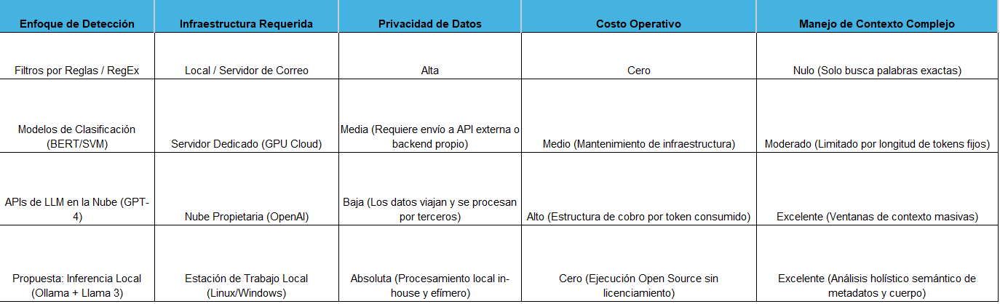 Enfoque de Detección Infraestructura Requerida Privacidad de Datos Costo Operativo Manejo de Contexto Complejo
Filtros por Reglas / RegEx Local / Servidor de Correo Alta Cero Nulo (Solo busca palabras exactas)
Modelos de Clasificación
(BERT/SVM)
Servidor Dedicado (GPU Cloud)
Media (Requiere envío a API externa o
backend propio)
Medio (Mantenimiento de infraestructura)
Moderado (Limitado por longitud de tokens fijos)
APIs de LLM en la Nube (GPT-
4)
Nube Propietaria (OpenAI)
Baja (Los datos viajan y se procesan
por terceros)
Alto (Estructura de cobro por token consumido)
Excelente (Ventanas de contexto masivas)
Propuesta: Inferencia Local
(Ollama + Llama 3)
Estación de Trabajo Local
(Linux/Windows)
Absoluta (Procesamiento local in-
house y efímero)
Cero (Ejecución Open Source sin
licenciamiento)
Excelente (Análisis holístico semántico de
metadatos y cuerpo)